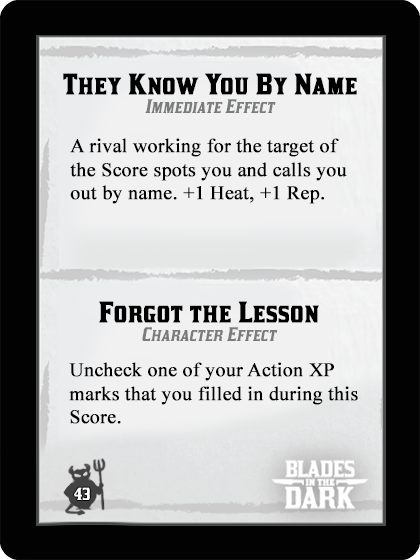 They Know You By Name
Immediate Effect
A rival working for the target of
the Score spots you and calls you
out by name. +1 Heat, +1 Rep.
Forgot the Lesson
Character Effect
Uncheck one of your Action XP
marks that you filled in during this
Score.
43
BLADES
IN THE
DARK